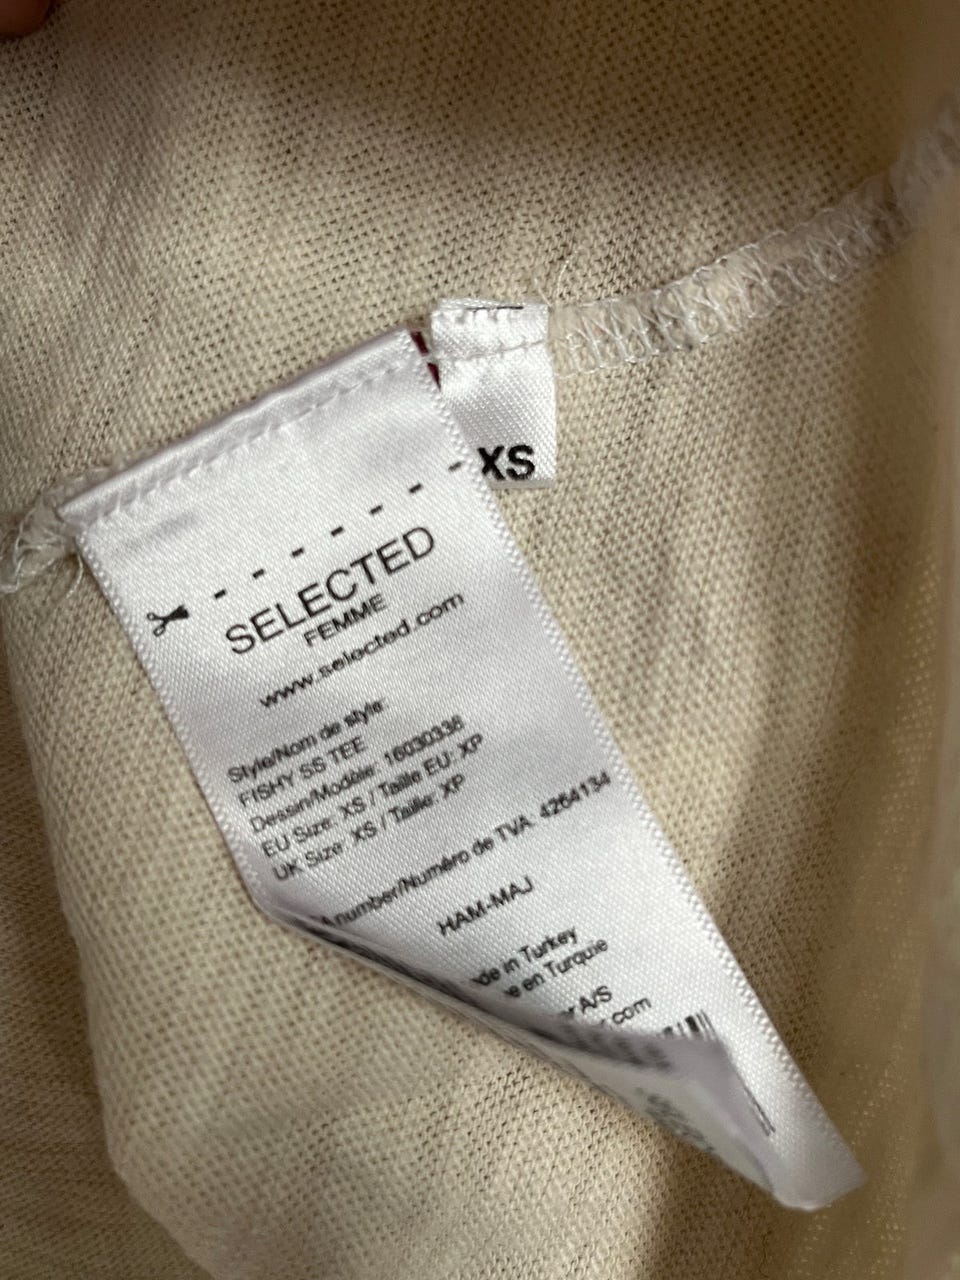 XS
SELECTED
FEMME
www.selected.com
Style/Nom de style:
FISHY SS TEE
Dessin/Modéle: 16030336
EU Size: XS / Taille EU: XP
UK Size: XS / Taille: XP
number/Numéro de TVA: 4264134
HAM-MAJ
in Turkey
en Turquie
A/S
.com